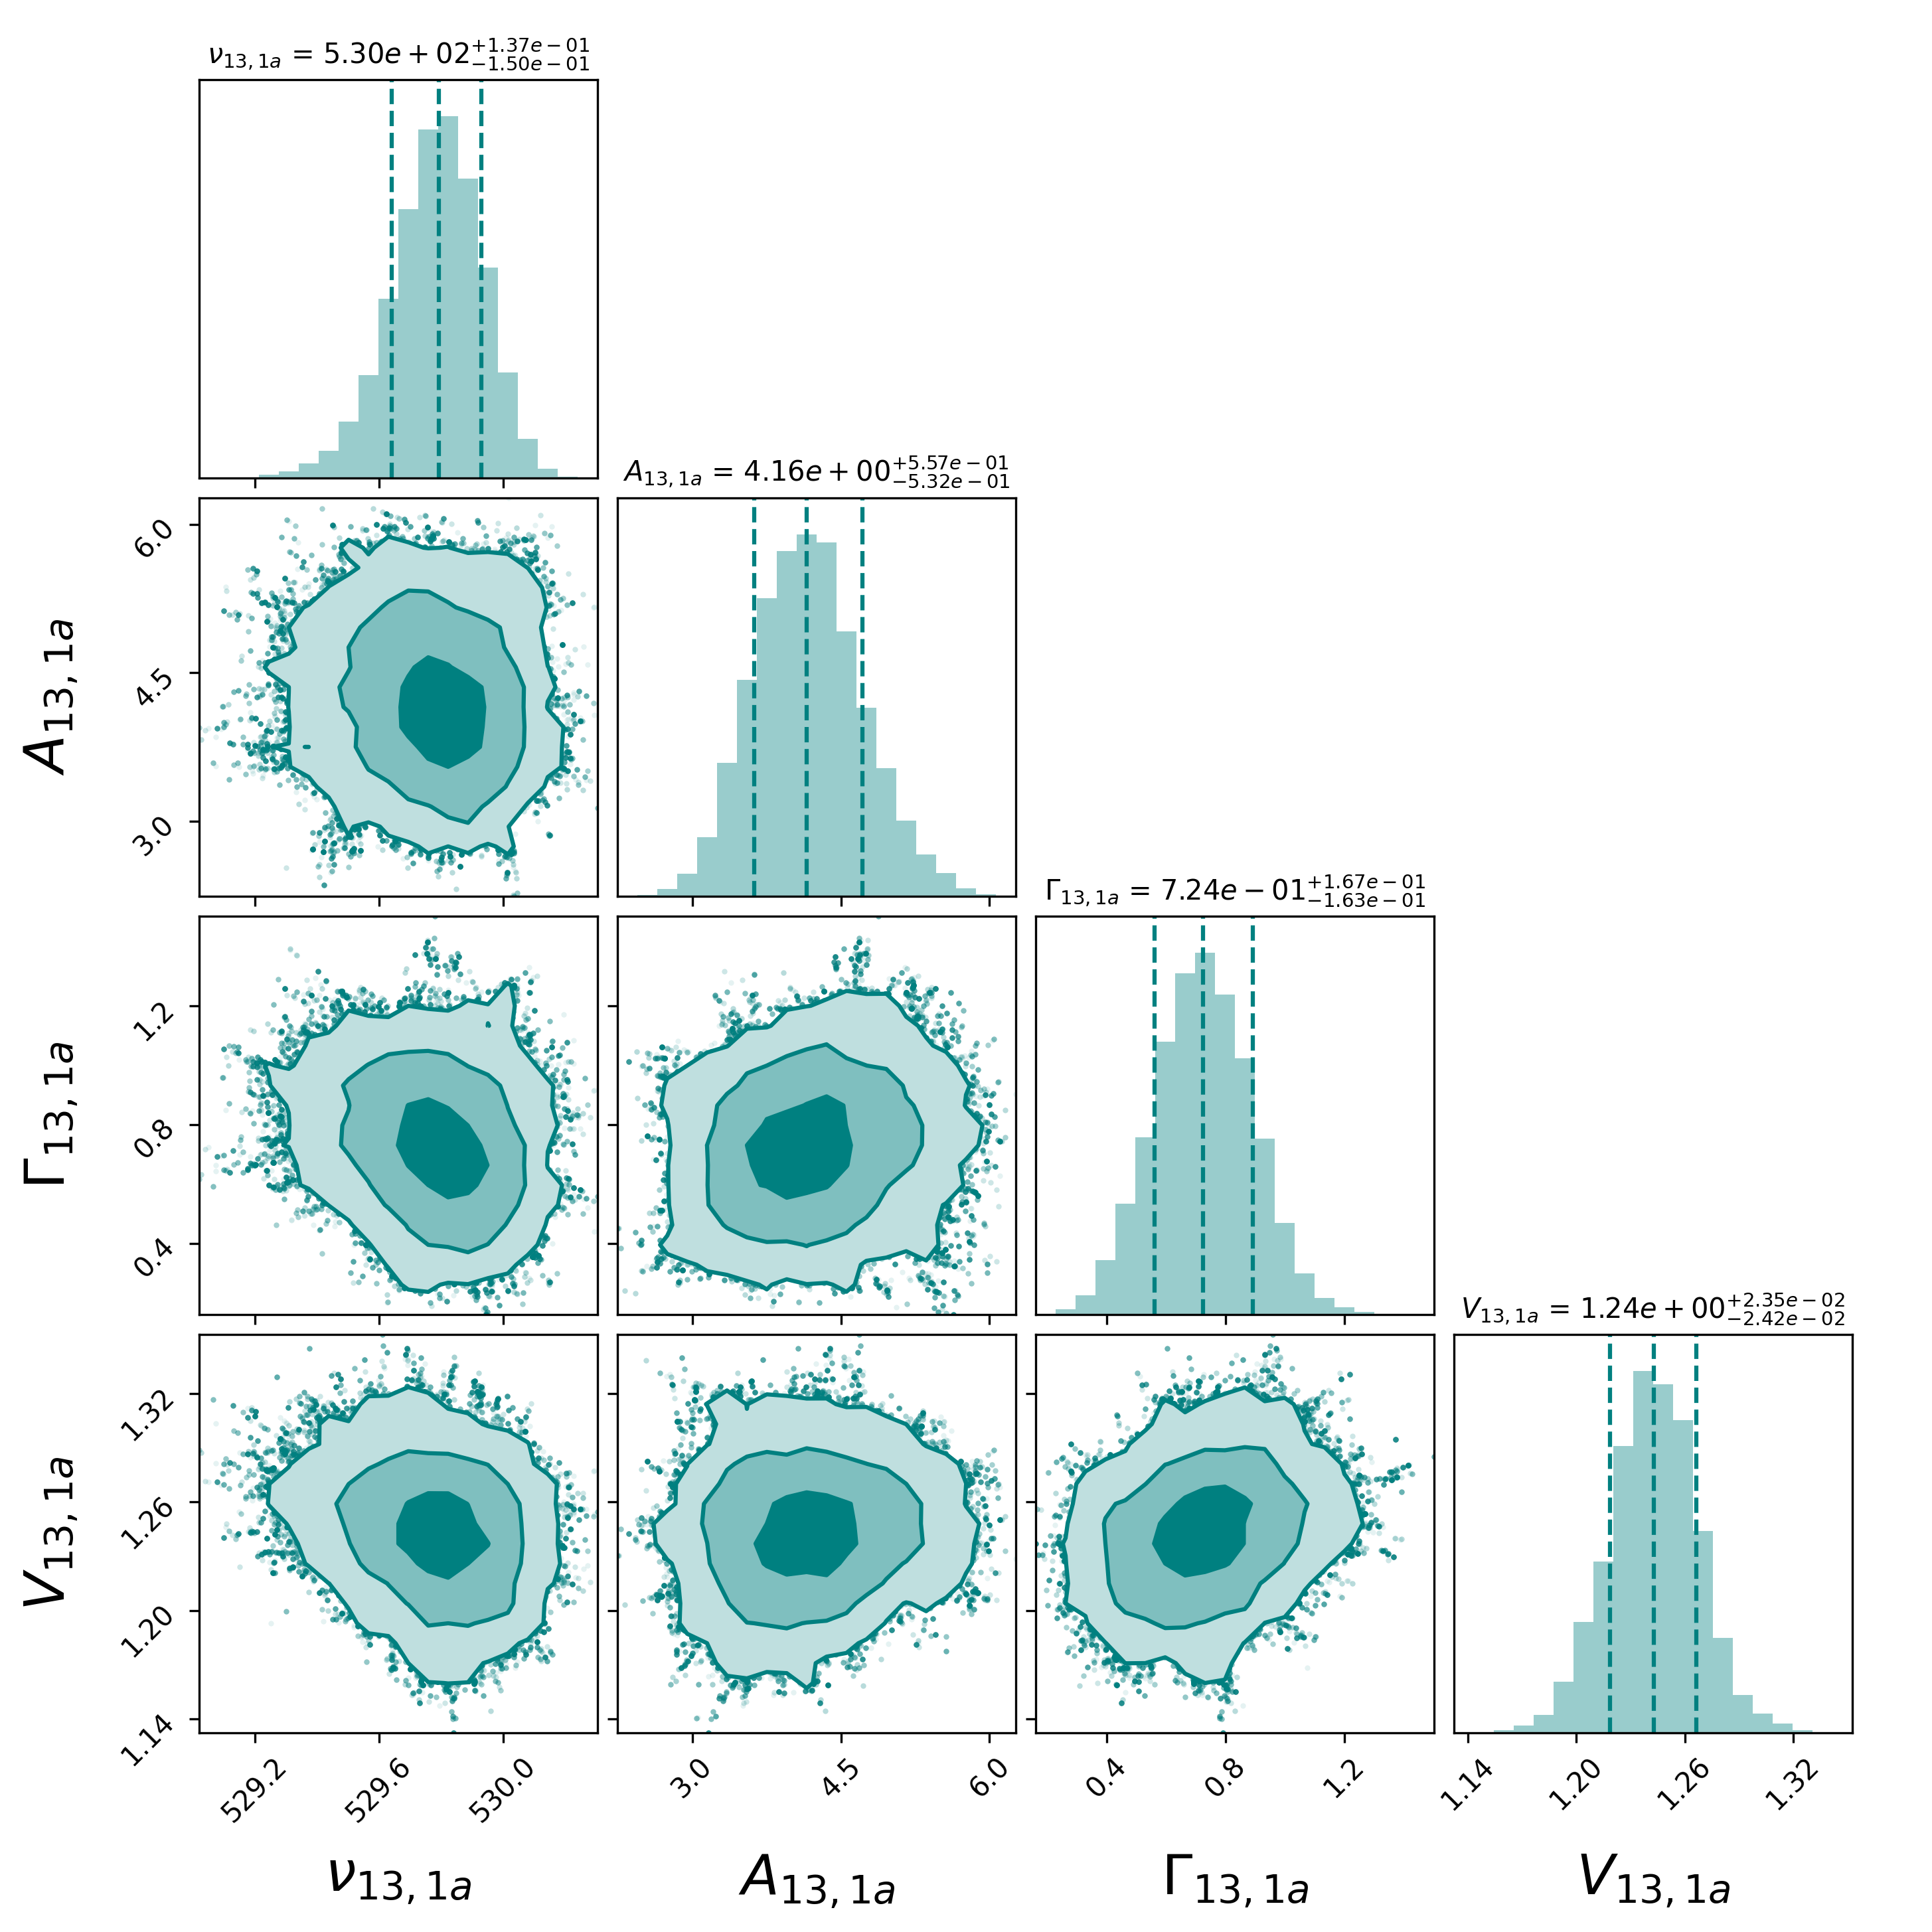 ν13, 1a = 5.30e + 02+1.37e − 01 −1.50e − 01
A13, 1a = 4.16e + 00+5.57e − 01 −5.32e − 01
6.0
4.5
3.0
A13, 1a
Γ13, 1a = 7.24e − 01+1.67e − 01 −1.63e − 01
1.2
0.8
0.4
Γ13, 1a
V13, 1a = 1.24e + 00+2.35e − 02 −2.42e − 02
1.32
1.26
1.20
1.14
V13, 1a
529.2 529.6 530.0 3.0 4.5 6.0 0.4 0.8 1.2 1.14 1.20 1.26 1.32
ν13, 1a A13, 1a Γ13, 1a V13, 1a